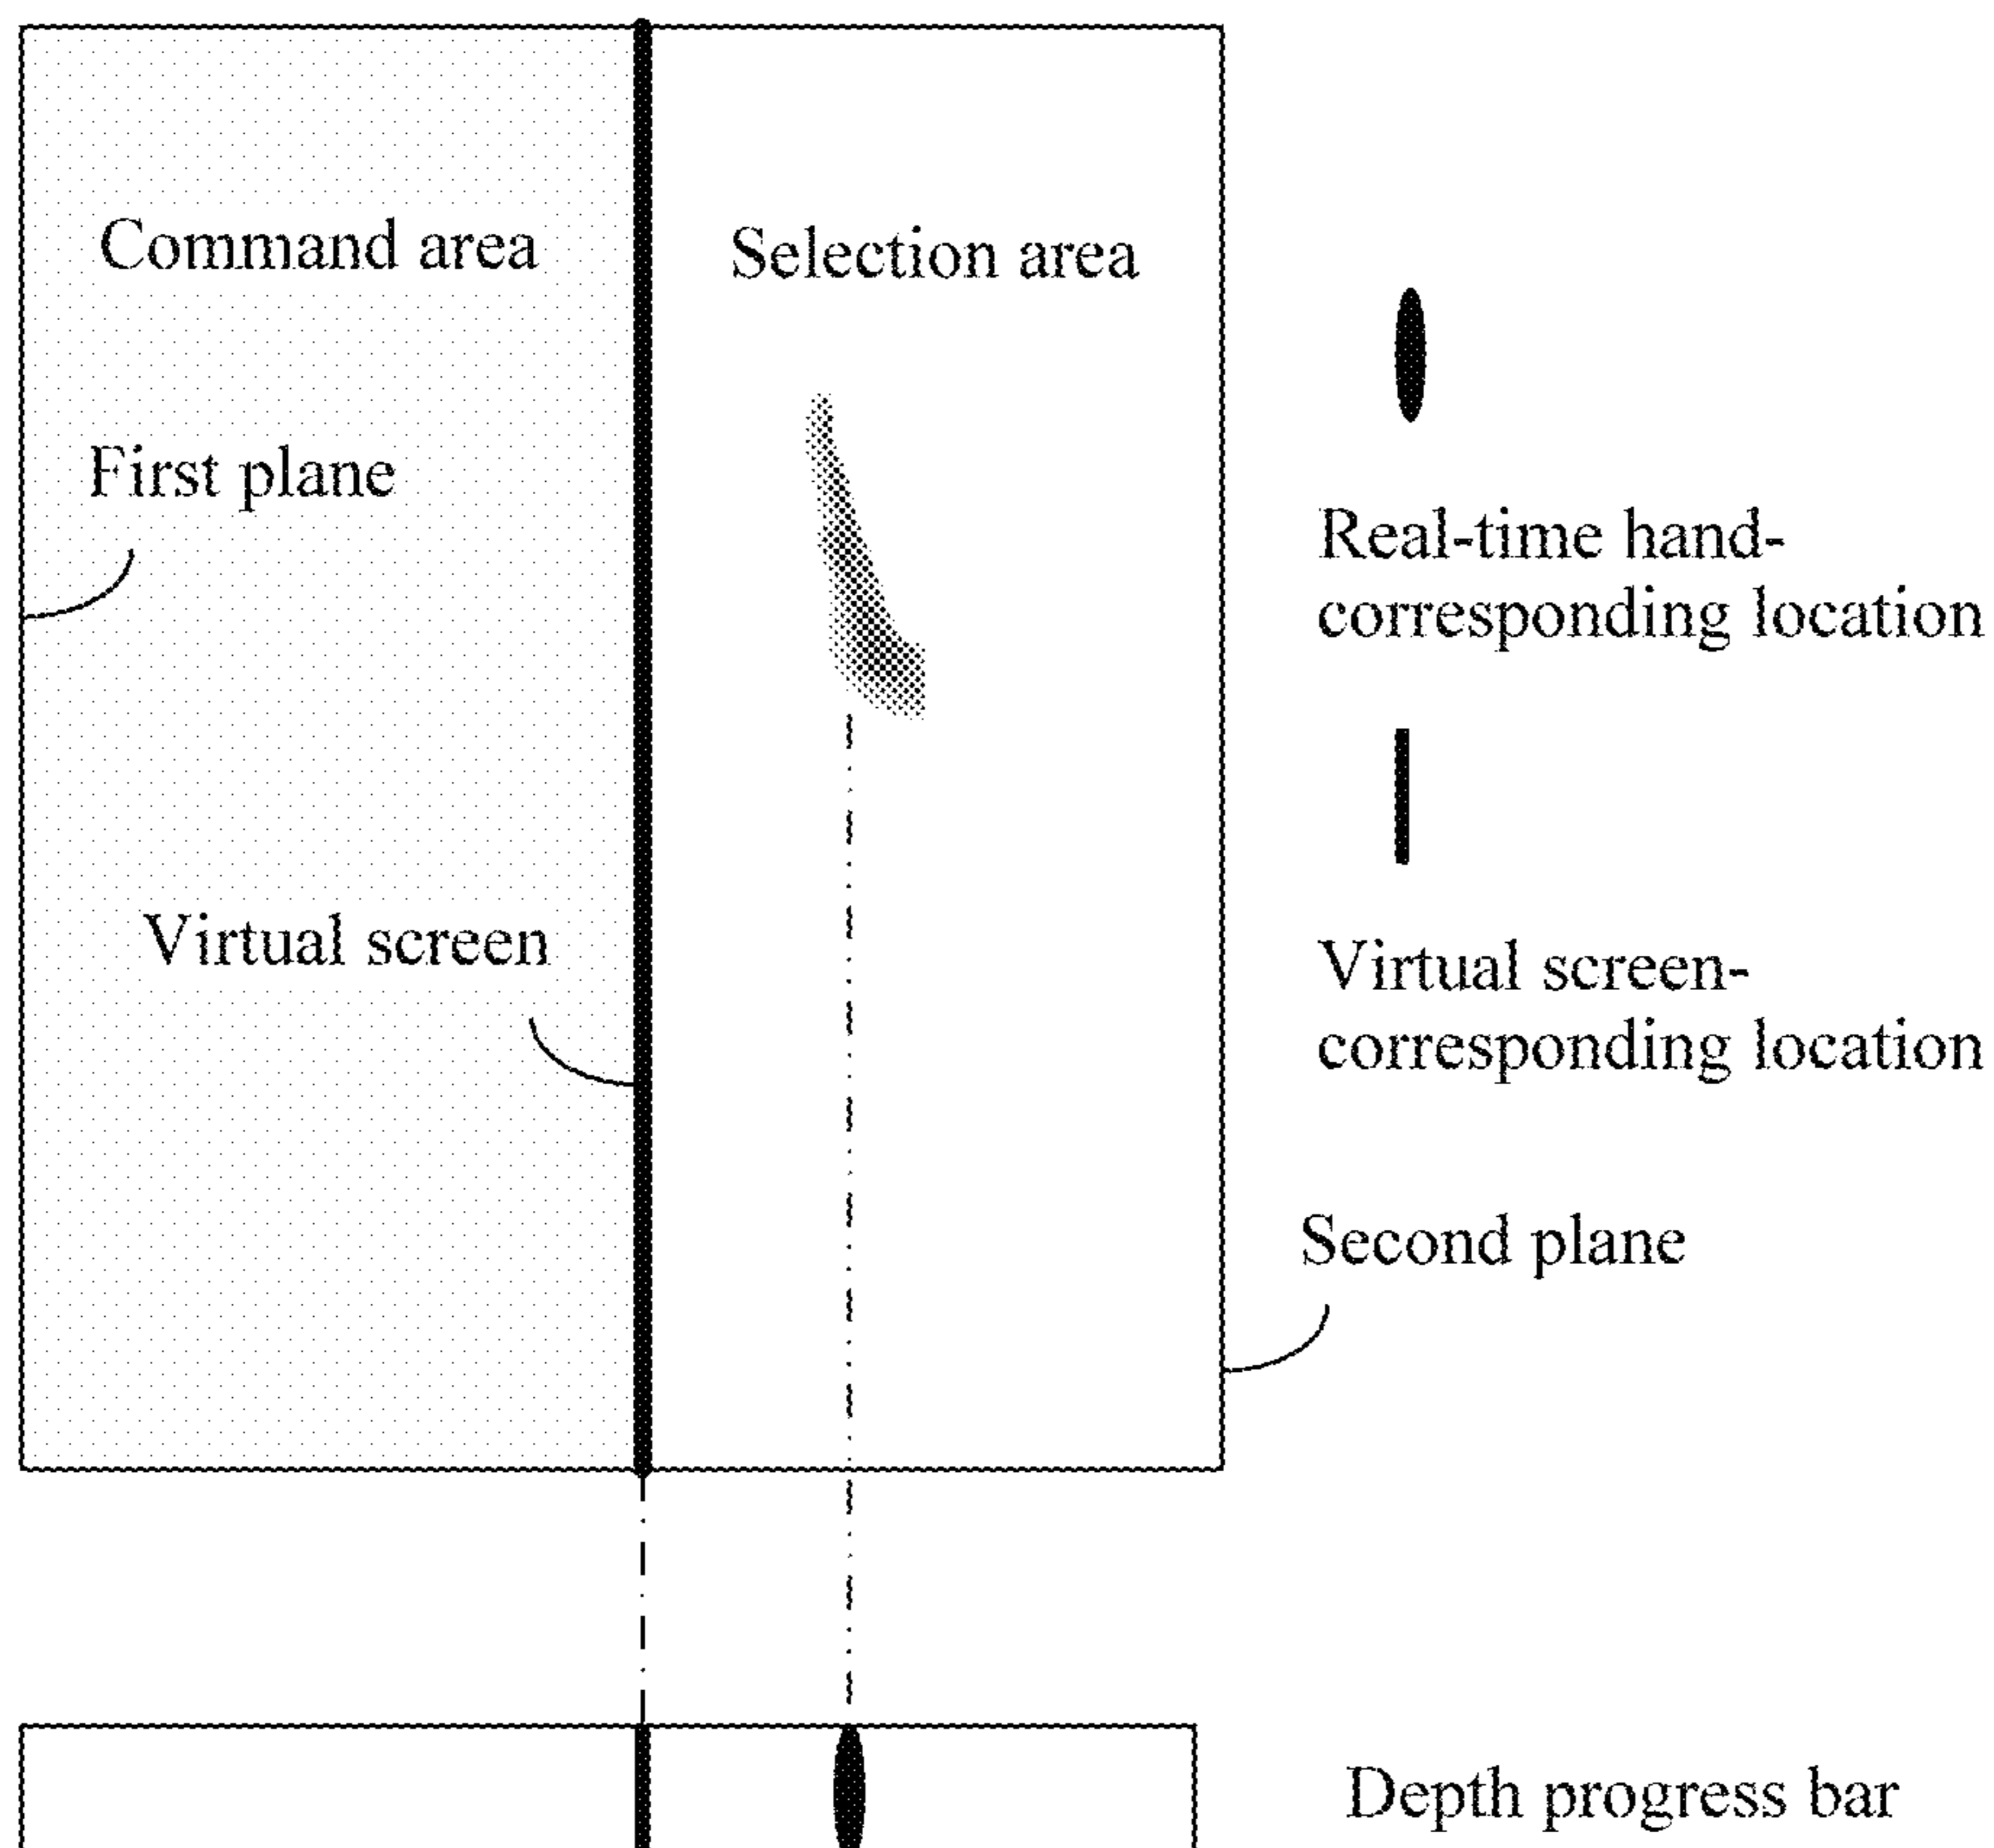 Command area
Selection area
First plane
Real-time hand-
corresponding location
Virtual screen
Virtual screen-
corresponding location
Second plane
Depth progress bar